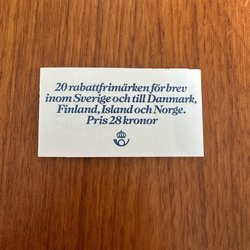 20 rabattfrimärken för brev
inom Sverige och till Danmark,
Finland, Island och Norge.
Pris 28 kronor